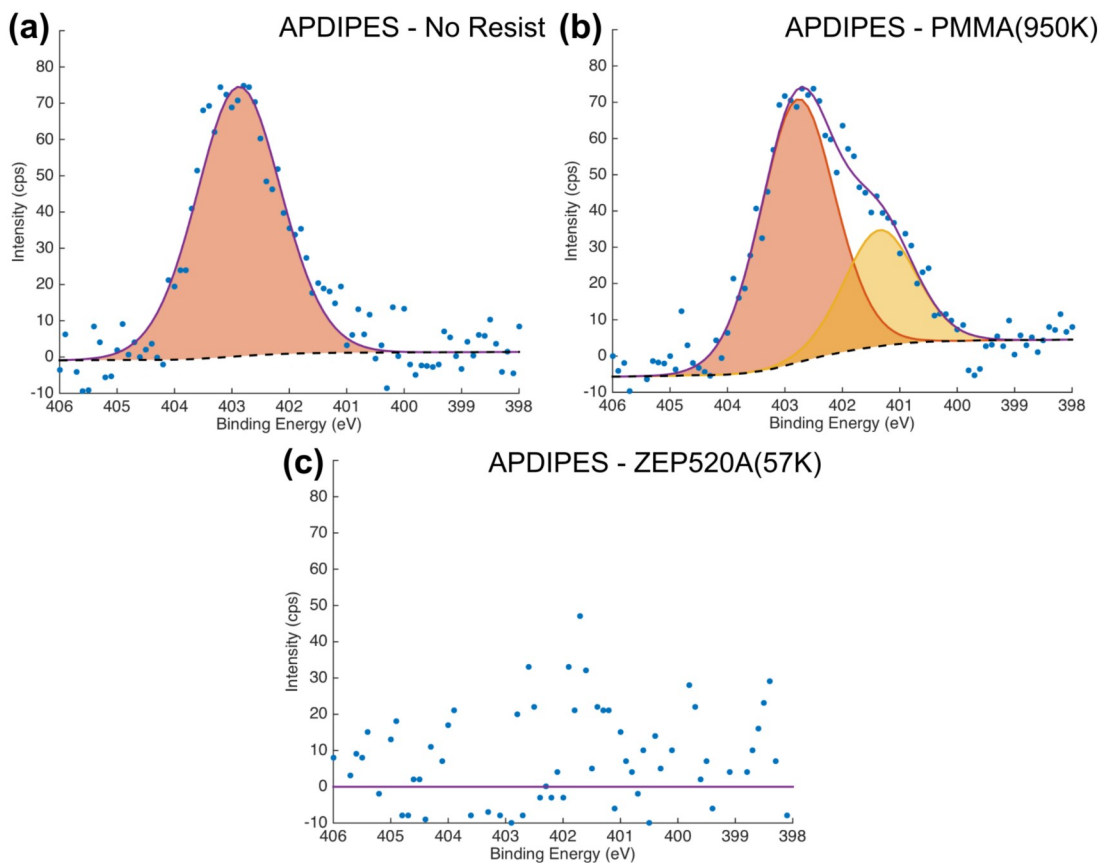 (a)
APDIPES - No Resist
80
70
60
50
40
30
20
10
0
-10
Intensity (cps)
406 405 404 403 402 401 400 399 398
Binding Energy (eV)
(b)
APDIPES - PMMA(950K)
80
70
60
50
40
30
20
10
0
-10
Intensity (cps)
406 405 404 403 402 401 400 399 398
Binding Energy (eV)
(c)
APDIPES - ZEP520A(57K)
80
70
60
50
40
30
20
10
0
-10
Intensity (cps)
406 405 404 403 402 401 400 399 398
Binding Energy (eV)